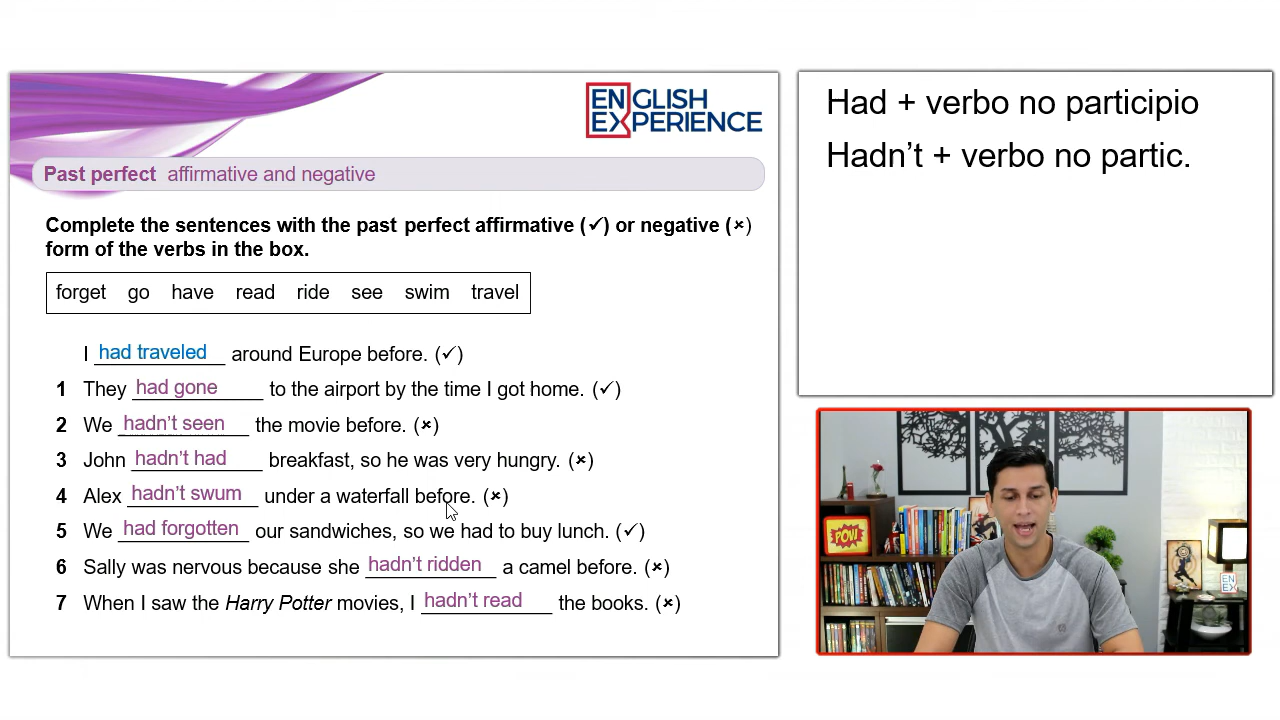 ENGLISH
EXPERIENCE
Past perfect affirmative and negative
Complete the sentences with the past perfect affirmative (✓) or negative (×)
form of the verbs in the box.
forget go have read ride see swim travel
I had traveled around Europe before. (✓)
1 They had gone to the airport by the time I got home. (✓)
2 We hadn't seen the movie before. (×)
3 John hadn't had breakfast, so he was very hungry. (×)
4 Alex hadn't swum under a waterfall before. (×)
5 We had forgotten our sandwiches, so we had to buy lunch. (✓)
6 Sally was nervous because she hadn't ridden a camel before. (×)
7 When I saw the Harry Potter movies, I hadn't read the books. (×)
Had + verbo no participio
Hadn't + verbo no partic.
POW!
EN
EX